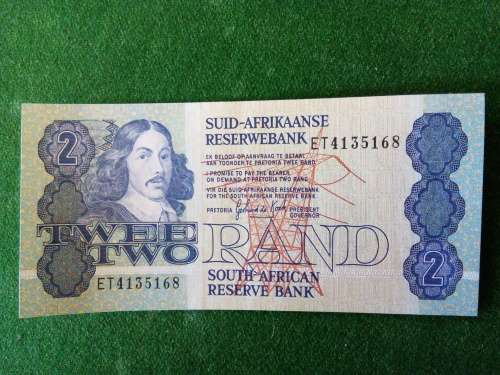 2
SUID-AFRIKAANSE
RESERWEBANK
ET4135168
EK BELOOF OP AANVRAAG TE BETAAL
AAN TOONDER TE PRETORIA TWEE RAND
I PROMISE TO PAY THE BEARER
ON DEMAND AT PRETORIA TWO RAND
VIR DIE SUID-AFRIKAANSE RESERWEBANK
FOR THE SOUTH AFRICAN RESERVE BANK
PRETORIA
PRESIDENT
GOVERNOR
TWEE
TWO
RAND
ET4135168
SOUTH AFRICAN
RESERVE BANK
2